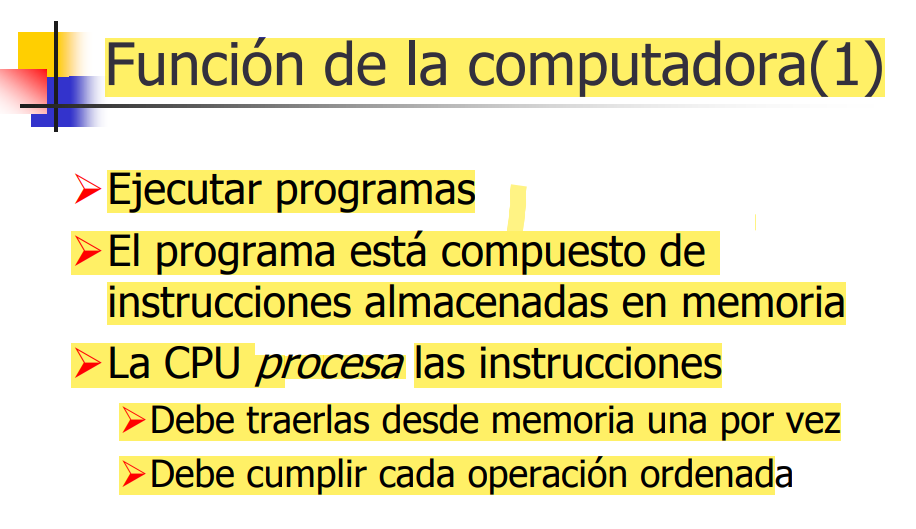 Función de la computadora(1)
Ejecutar programas
El programa está compuesto de
instrucciones almacenadas en memoria
La CPU procesa las instrucciones
Debe traerlas desde memoria una por vez
Debe cumplir cada operación ordenada